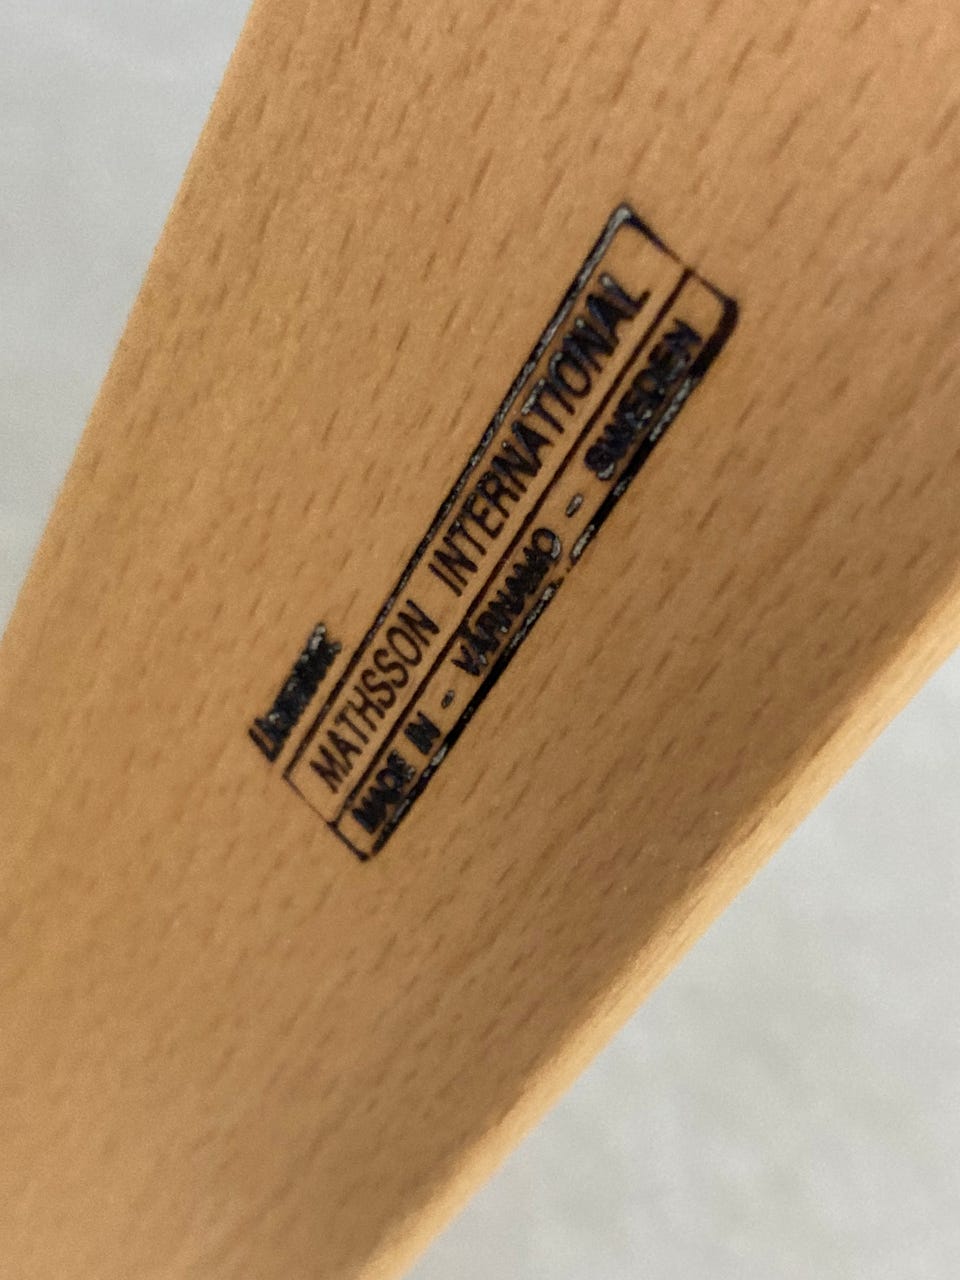 MATHSSON INTERNATIONAL
MADE IN - VÄRNAMO - SWEDEN